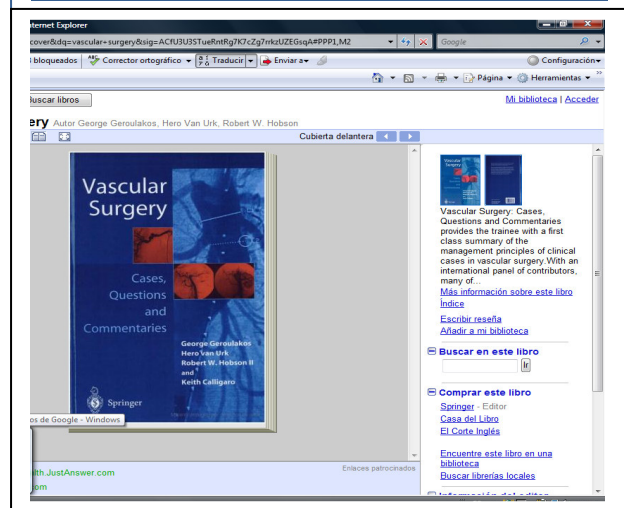 nternet Explorer
cover&dq=vascular+surgery&sig=ACfU3U3STueRntRg7K7cZg7rrkzUZEGsqA#PPP1,M2
Google
bloqueados Corrector ortográfico Traducir Enviar a Configuración
Página Herramientas
Buscar libros Mi biblioteca | Acceder
ery Autor George Geroulakos, Hero Van Urk, Robert W. Hobson
Cubierta delantera
Vascular
Surgery
Cases,
Questions
and
Commentaries
George Geroulakos
Hero Van Urk
Robert W. Hobson II
and
Keith Calligaro
Springer
os de Google - Windows
lth.JustAnswer.com
om
Enlaces patrocinados
Vascular Surgery: Cases,
Questions and Commentaries
provides the trainee with a first
class summary of the
management principles of clinical
cases in vascular surgery.With an
international panel of contributors,
many of...
Más información sobre este libro
Índice
Escribir reseña
Añadir a mi biblioteca
Buscar en este libro
Ir
Comprar este libro
Springer - Editor
Casa del Libro
El Corte Inglés
Encuentre este libro en una
biblioteca
Buscar librerías locales
Información del editor